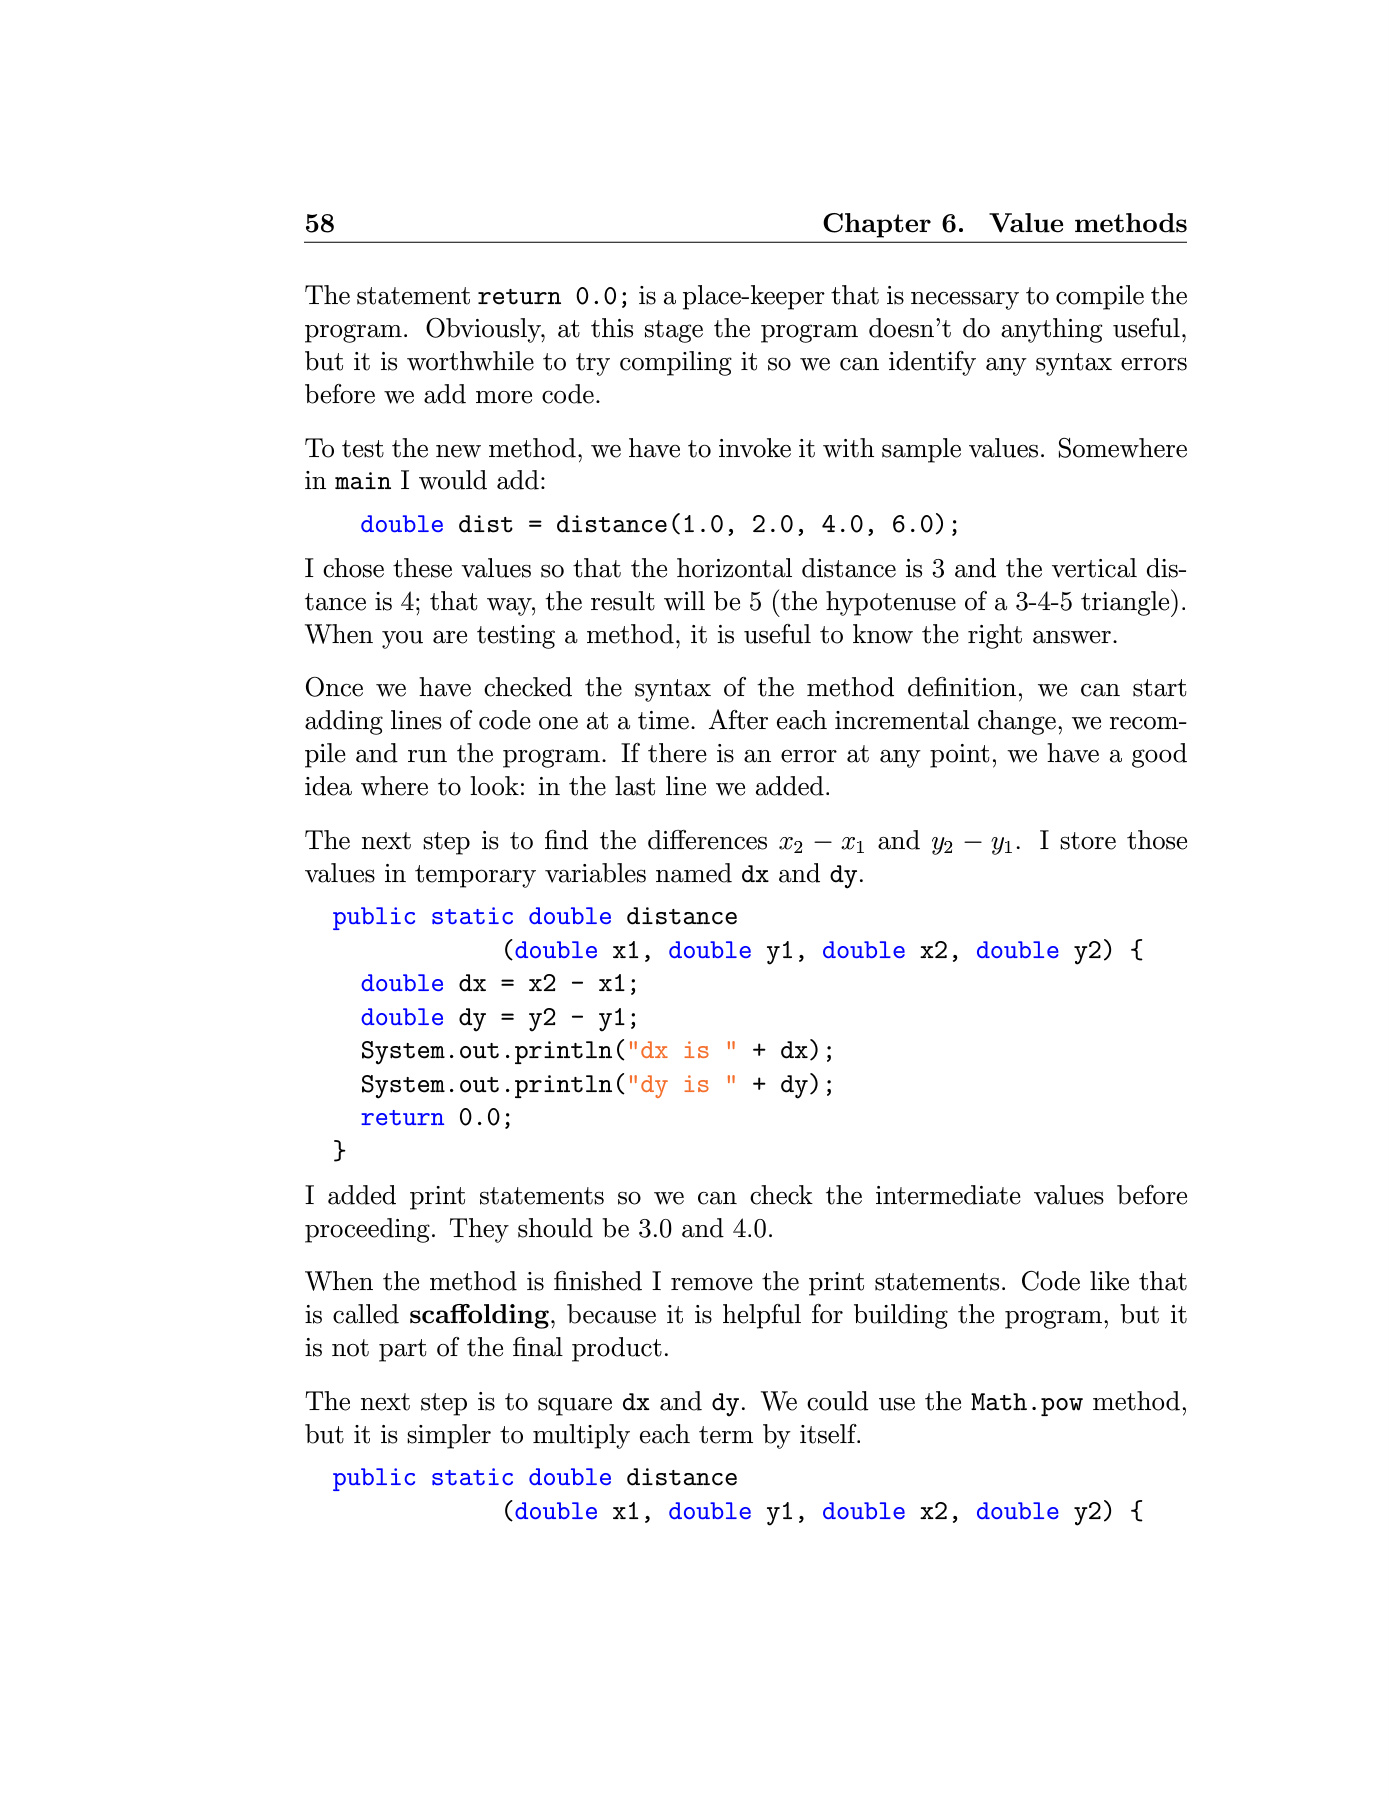 58 Chapter 6. Value methods
The statement return 0.0; is a place-keeper that is necessary to compile the
program. Obviously, at this stage the program doesn't do anything useful,
but it is worthwhile to try compiling it so we can identify any syntax errors
before we add more code.
To test the new method, we have to invoke it with sample values. Somewhere
in main I would add:
double dist = distance(1.0, 2.0, 4.0, 6.0);
I chose these values so that the horizontal distance is 3 and the vertical dis-
tance is 4; that way, the result will be 5 (the hypotenuse of a 3-4-5 triangle).
When you are testing a method, it is useful to know the right answer.
Once we have checked the syntax of the method definition, we can start
adding lines of code one at a time. After each incremental change, we recom-
pile and run the program. If there is an error at any point, we have a good
idea where to look: in the last line we added.
The next step is to find the differences x₂ − x₁ and y₂ − y₁. I store those
values in temporary variables named dx and dy.
public static double distance
(double x1, double y1, double x2, double y2) {
double dx = x2 - x1;
double dy = y2 - y1;
System.out.println("dx is " + dx);
System.out.println("dy is " + dy);
return 0.0;
}
I added print statements so we can check the intermediate values before
proceeding. They should be 3.0 and 4.0.
When the method is finished I remove the print statements. Code like that
is called scaffolding, because it is helpful for building the program, but it
is not part of the final product.
The next step is to square dx and dy. We could use the Math.pow method,
but it is simpler to multiply each term by itself.
public static double distance
(double x1, double y1, double x2, double y2) {